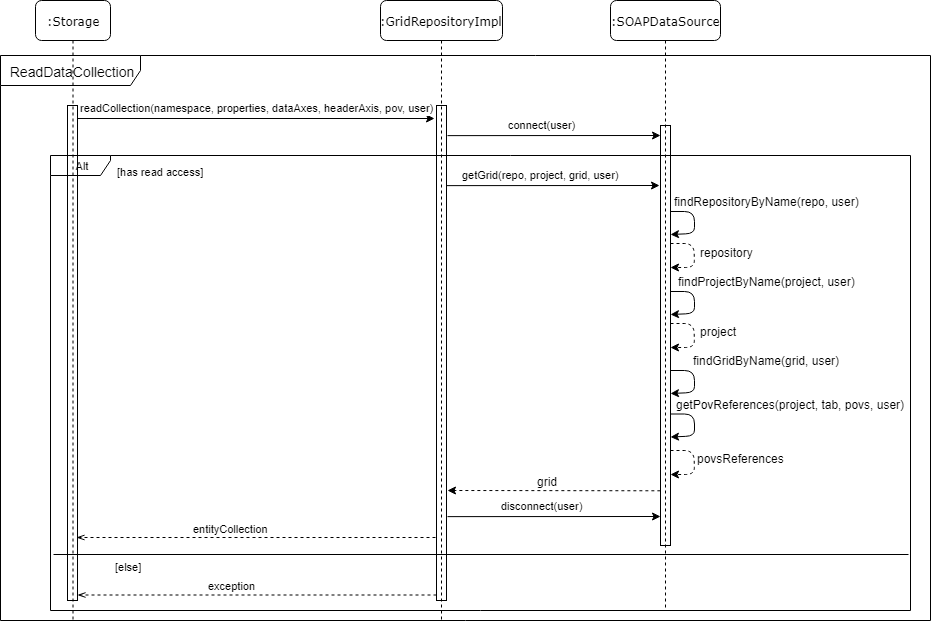 :Storage
:GridRepositoryImpl
:SOAPDataSource
ReadDataCollection
readCollection(namespace, properties, dataAxes, headerAxis, pov, user)
connect(user)
Alt
[has read access]
getGrid(repo, project, grid, user)
findRepositoryByName(repo, user)
repository
findProjectByName(project, user)
project
findGridByName(grid, user)
getPovReferences(project, tab, povs, user)
povsReferences
grid
disconnect(user)
entityCollection
[else]
exception